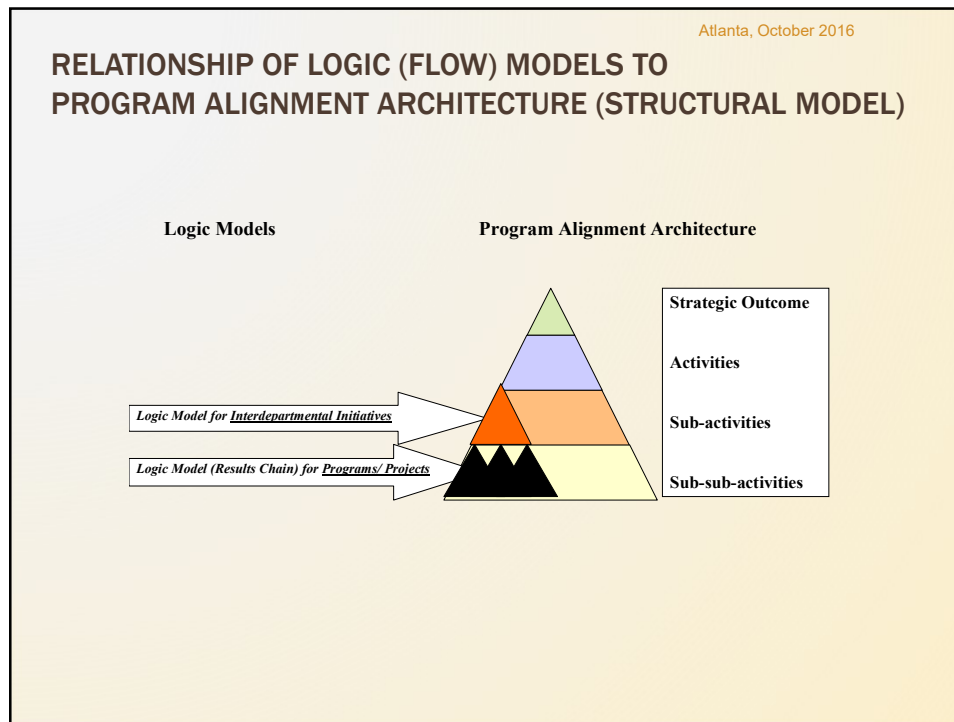 Atlanta, October 2016
RELATIONSHIP OF LOGIC (FLOW) MODELS TO
PROGRAM ALIGNMENT ARCHITECTURE (STRUCTURAL MODEL)
Logic Models
Program Alignment Architecture
Strategic Outcome
Activities
Logic Model for Interdepartmental Initiatives
Sub-activities
Logic Model (Results Chain) for Programs/ Projects
Sub-sub-activities